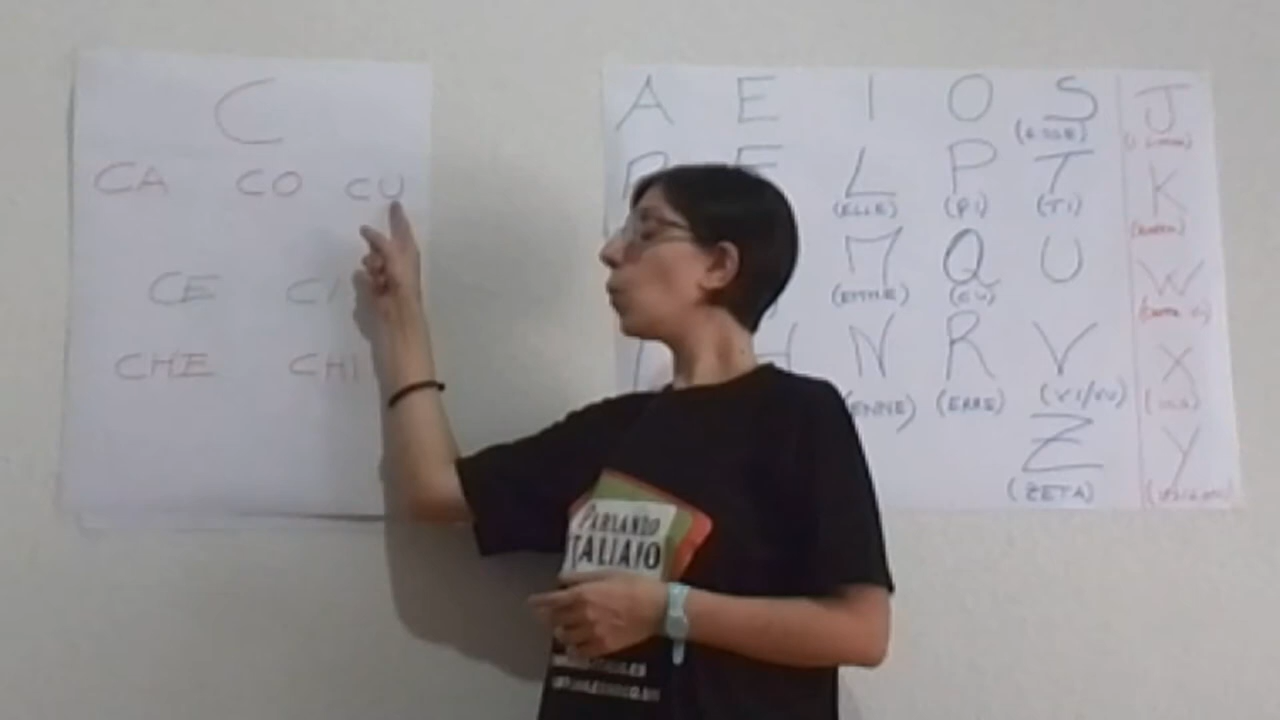 C
CA CO CU
CE CI
CHE CHI
A E I O S J
(ESSE)
L P T K
(ELLE) (PI) (TI) (KAPPA)
M Q U W
(EMME) (CU)
N R V X
(ENNE) (ERRE) (VI/VU)
Z Y
(ZETA)
PARLANDO
ITALIANO